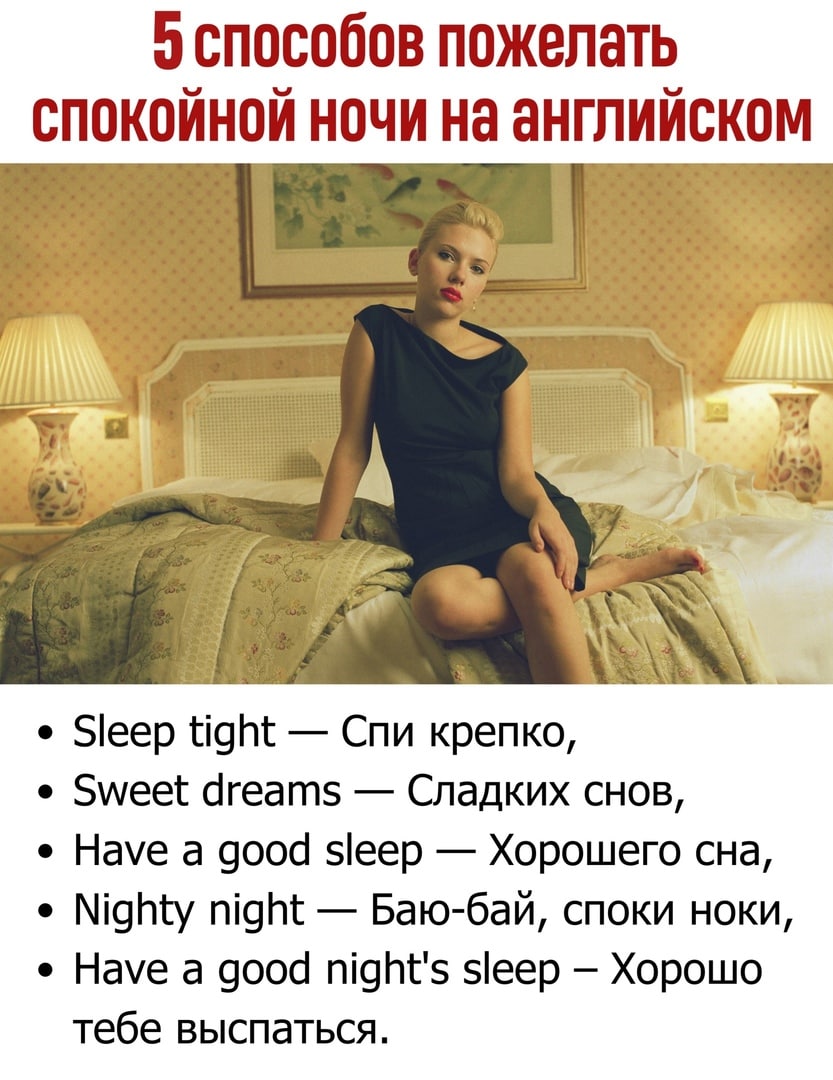 5 способов пожелать
спокойной ночи на английском
• Sleep tight — Спи крепко,
• Sweet dreams — Сладких снов,
• Have a good sleep — Хорошего сна,
• Nighty night — Баю-бай, споки ноки,
• Have a good night's sleep – Хорошо
тебе выспаться.